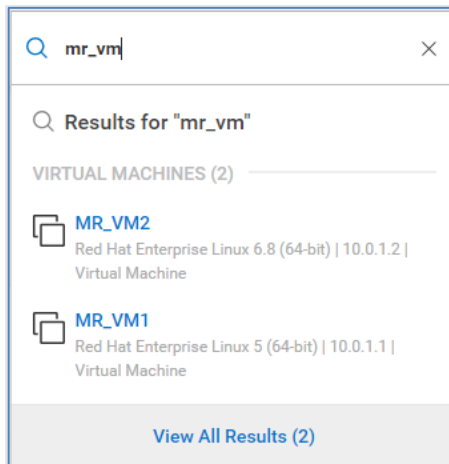 mr_vm
Results for "mr_vm"
VIRTUAL MACHINES (2)
MR_VM2
Red Hat Enterprise Linux 6.8 (64-bit) | 10.0.1.2 |
Virtual Machine
MR_VM1
Red Hat Enterprise Linux 5 (64-bit) | 10.0.1.1 |
Virtual Machine
View All Results (2)